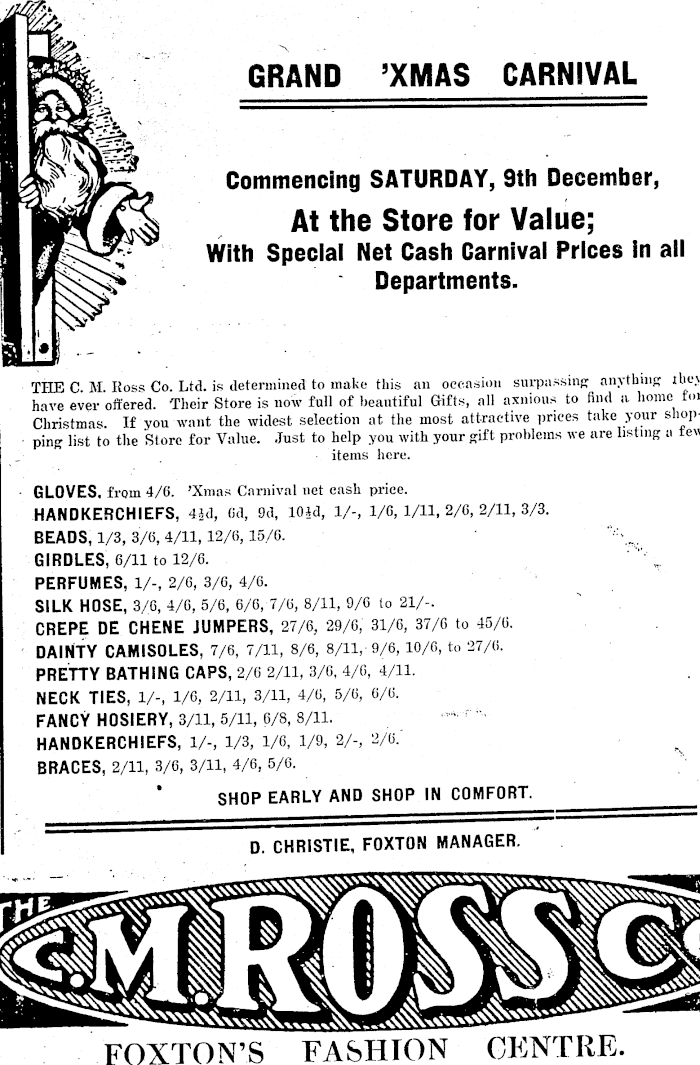 GRAND 'XMAS CARNIVAL
Commencing SATURDAY, 9th December,
At the Store for Value;
With Special Net Cash Carnival Prices in all
Departments.
THE C. M. Ross Co. Ltd. is determined to make this an occasion surpassing anything they
have ever offered. Their Store is now full of beautiful Gifts, all axnious to find a home for
Christmas. If you want the widest selection at the most attractive prices take your shop-
ping list to the Store for Value. Just to help you with your gift problems we are listing a few
items here.
GLOVES, from 4/6. 'Xmas Carnival net cash price.
HANDKERCHIEFS, 4½d, 6d, 9d, 10½d, 1/-, 1/6, 1/11, 2/6, 2/11, 3/3.
BEADS, 1/3, 3/6, 4/11, 12/6, 15/6.
GIRDLES, 6/11 to 12/6.
PERFUMES, 1/-, 2/6, 3/6, 4/6.
SILK HOSE, 3/6, 4/6, 5/6, 6/6, 7/6, 8/11, 9/6 to 21/-.
CREPE DE CHENE JUMPERS, 27/6, 29/6, 31/6, 37/6 to 45/6.
DAINTY CAMISOLES, 7/6, 7/11, 8/6, 8/11, 9/6, 10/6, to 27/6.
PRETTY BATHING CAPS, 2/6 2/11, 3/6, 4/6, 4/11.
NECK TIES, 1/-, 1/6, 2/11, 3/11, 4/6, 5/6, 6/6.
FANCY HOSIERY, 3/11, 5/11, 6/8, 8/11.
HANDKERCHIEFS, 1/-, 1/3, 1/6, 1/9, 2/-, 2/6.
BRACES, 2/11, 3/6, 3/11, 4/6, 5/6.
SHOP EARLY AND SHOP IN COMFORT.
D. CHRISTIE, FOXTON MANAGER.
THE
C.M. ROSS Co
FOXTON'S FASHION CENTRE.